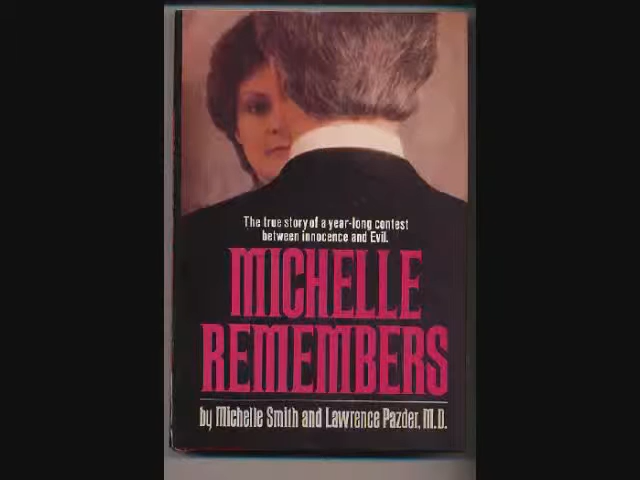 The true story of a year-long contest
between innocence and Evil.
MICHELLE
REMEMBERS
by Michelle Smith and Lawrence Pazder, M.D.